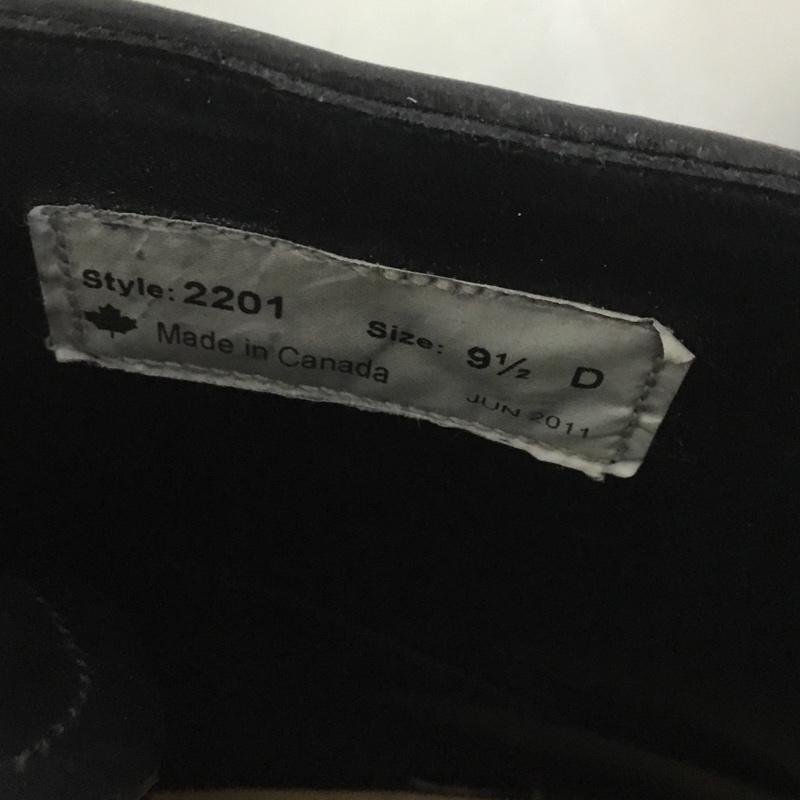 Style: 2201 Size: 9½ D
Made in Canada
JUN 2011